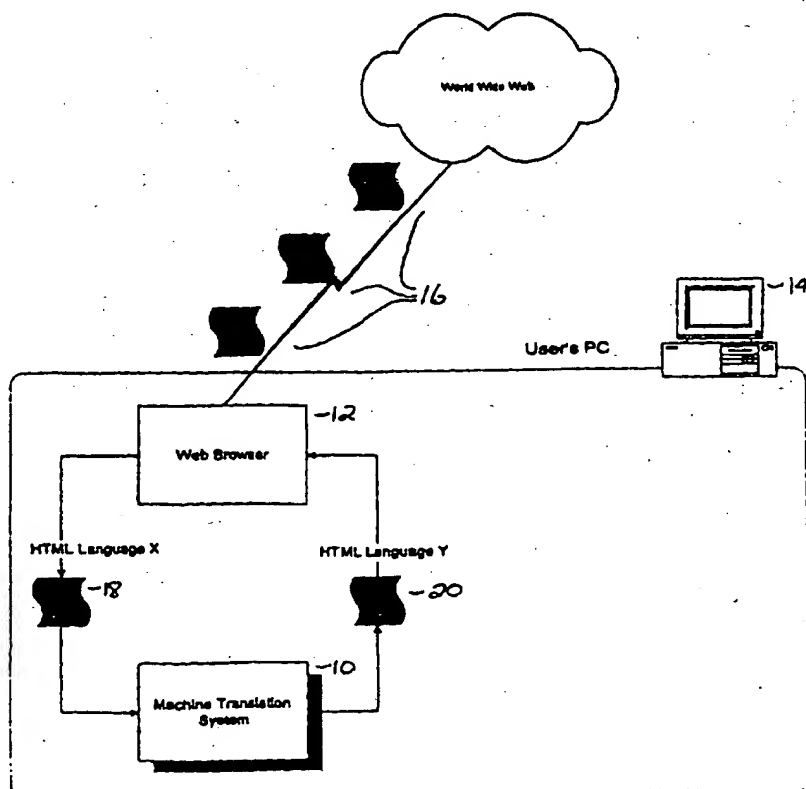 World Wide Web
16
14
User's PC
12
Web Browser
HTML Language X
HTML Language Y
18
20
10
Machine Translation
System